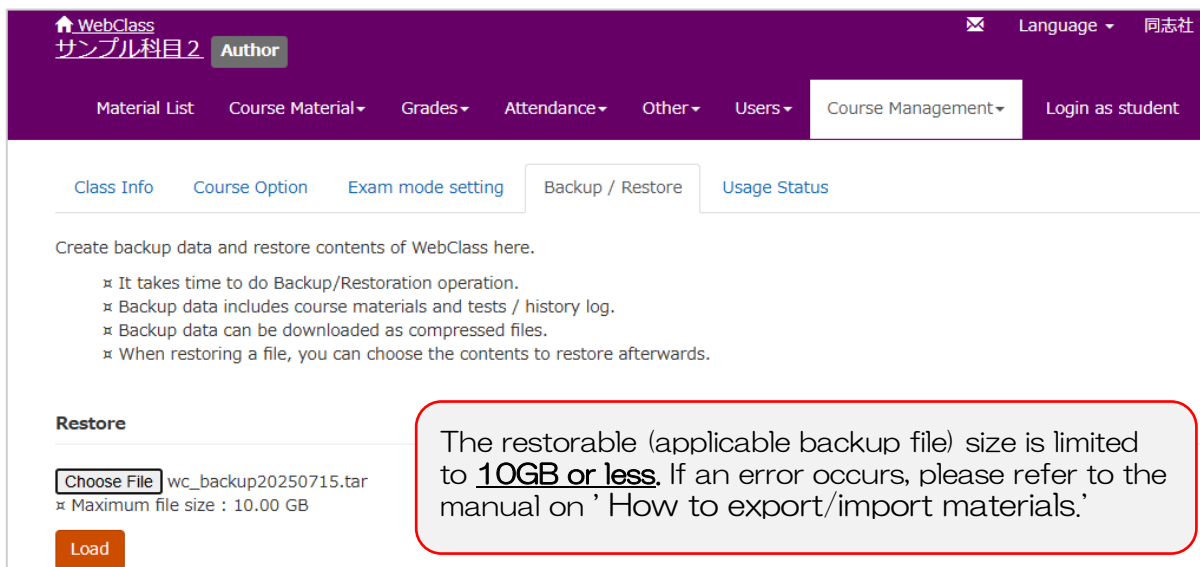 WebClass
Language
同志社
サンプル科目２ Author
Material List Course Material Grades Attendance Other Users Course Management Login as student
Class Info Course Option Exam mode setting Backup / Restore Usage Status
Create backup data and restore contents of WebClass here.
¤ It takes time to do Backup/Restoration operation.
¤ Backup data includes course materials and tests / history log.
¤ Backup data can be downloaded as compressed files.
¤ When restoring a file, you can choose the contents to restore afterwards.
Restore
Choose File wc_backup20250715.tar
¤ Maximum file size : 10.00 GB
Load
The restorable (applicable backup file) size is limited
to 10GB or less. If an error occurs, please refer to the
manual on ’ How to export/import materials.’